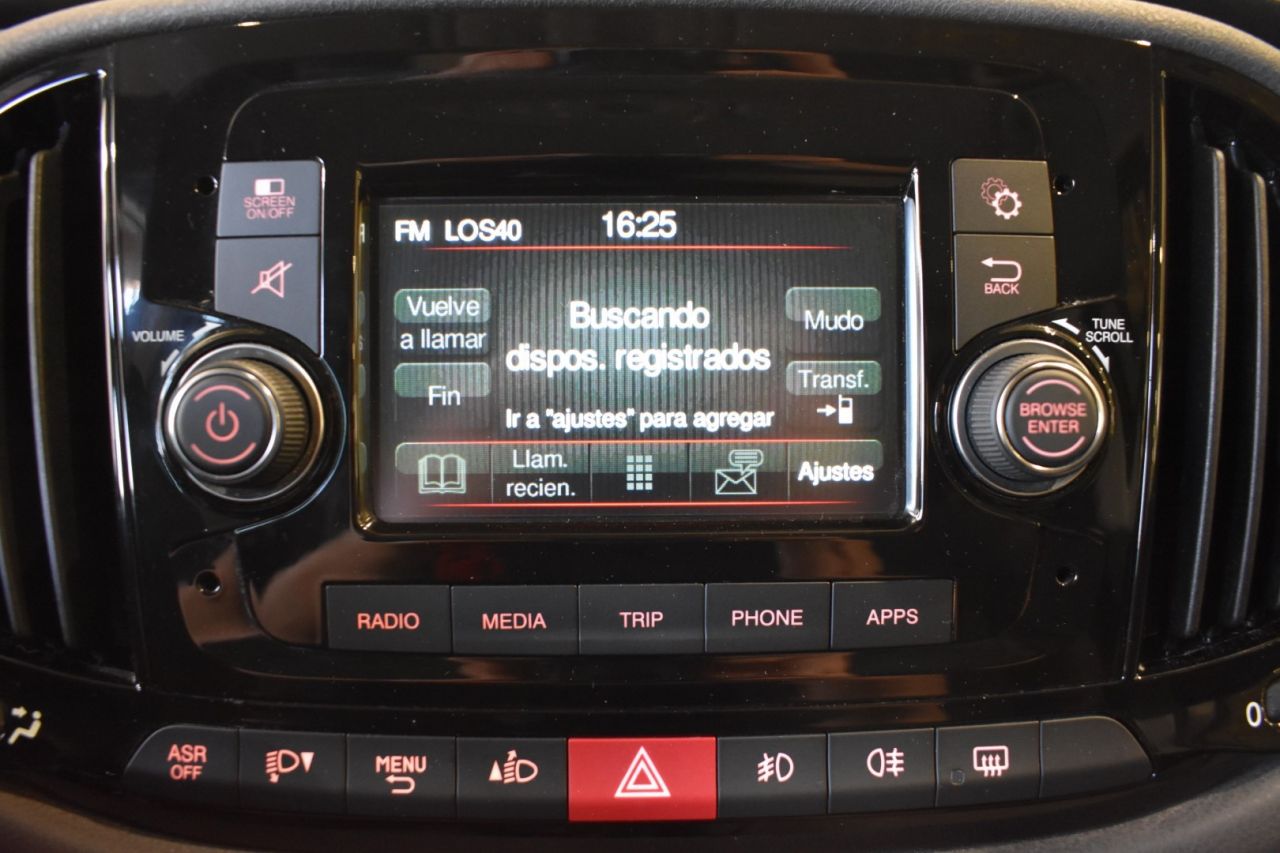 SCREEN
ON/OFF
VOLUME
FM LOS40 16:25
Vuelve
a llamar
Fin
Buscando
dispos. registrados
Ir a "ajustes" para agregar
Mudo
Transf.
Llam.
recien.
Ajustes
BACK
TUNE
SCROLL
BROWSE
ENTER
RADIO MEDIA TRIP PHONE APPS
ASR
OFF
MENU
0